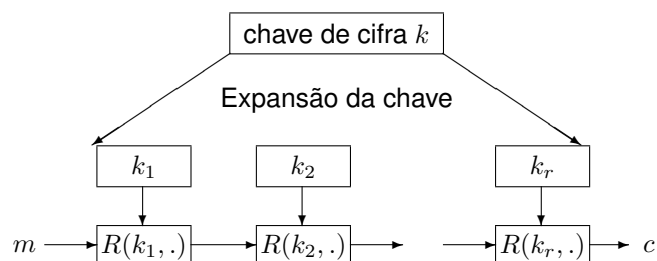 chave de cifra k
Expansão da chave
k₁ k₂ kᵣ
m R(k₁, .) R(k₂, .) R(kᵣ, .) c